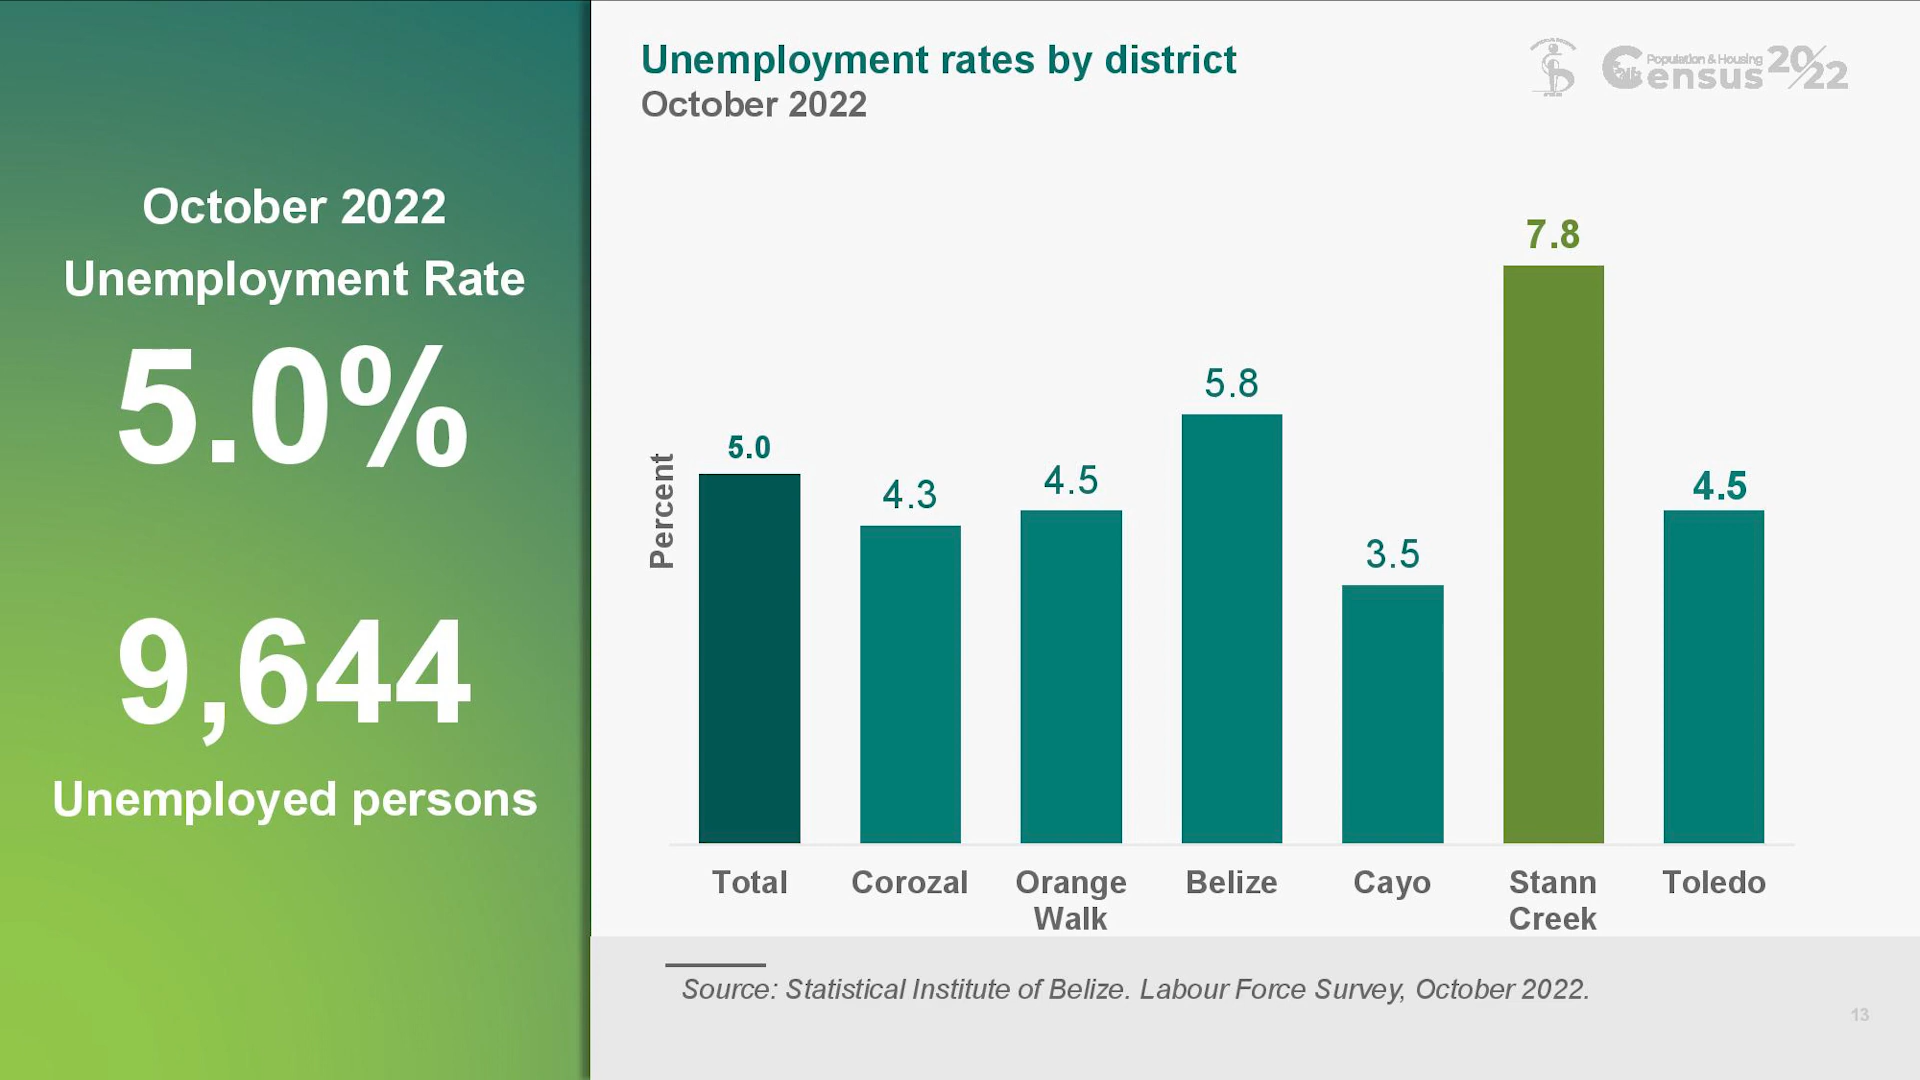 October 2022
Unemployment Rate
5.0%
9,644
Unemployed persons
Unemployment rates by district
October 2022
Population & Housing
Census 2022
Percent
5.0
4.3
4.5
5.8
3.5
7.8
4.5
Total
Corozal
Orange
Walk
Belize
Cayo
Stann
Creek
Toledo
Source: Statistical Institute of Belize. Labour Force Survey, October 2022.
13